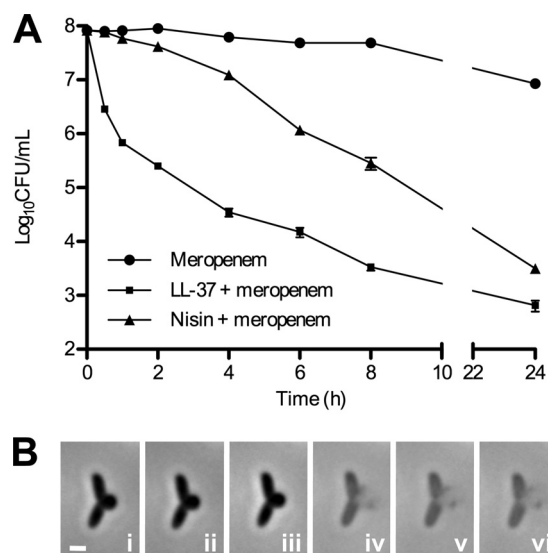 A
8
7
6
5
4
3
2
Log10CFU/mL
Meropenem
LL-37 + meropenem
Nisin + meropenem
0 2 4 6 8 10 22 24
Time (h)
B
i ii iii iv v vi